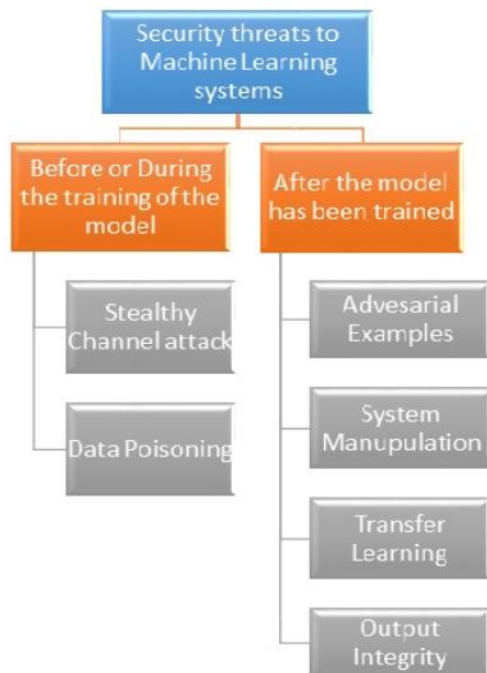 Security threats to
Machine Learning
systems
Before or During
the training of the
model
After the model
has been trained
Stealthy
Channel attack
Data Poisoning
Advesarial
Examples
System
Manupulation
Transfer
Learning
Output
Integrity